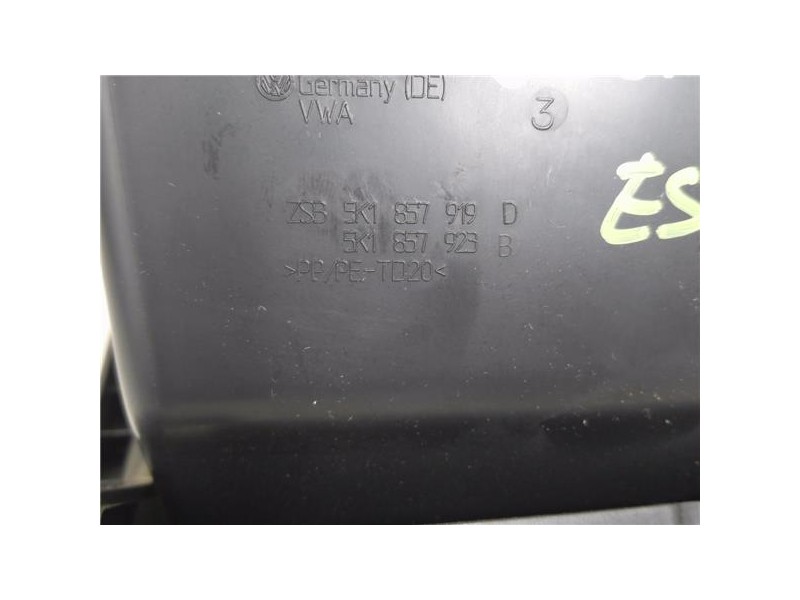 Germany (DE)
VWA
3
ZSB 5K1 857 919 D
5K1 857 923 B
>PP/PE-TD20<
ES